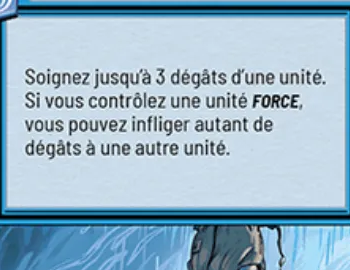 Soignez jusqu'à 3 dégâts d'une unité.
Si vous contrôlez une unité FORCE,
vous pouvez infliger autant de
dégâts à une autre unité.